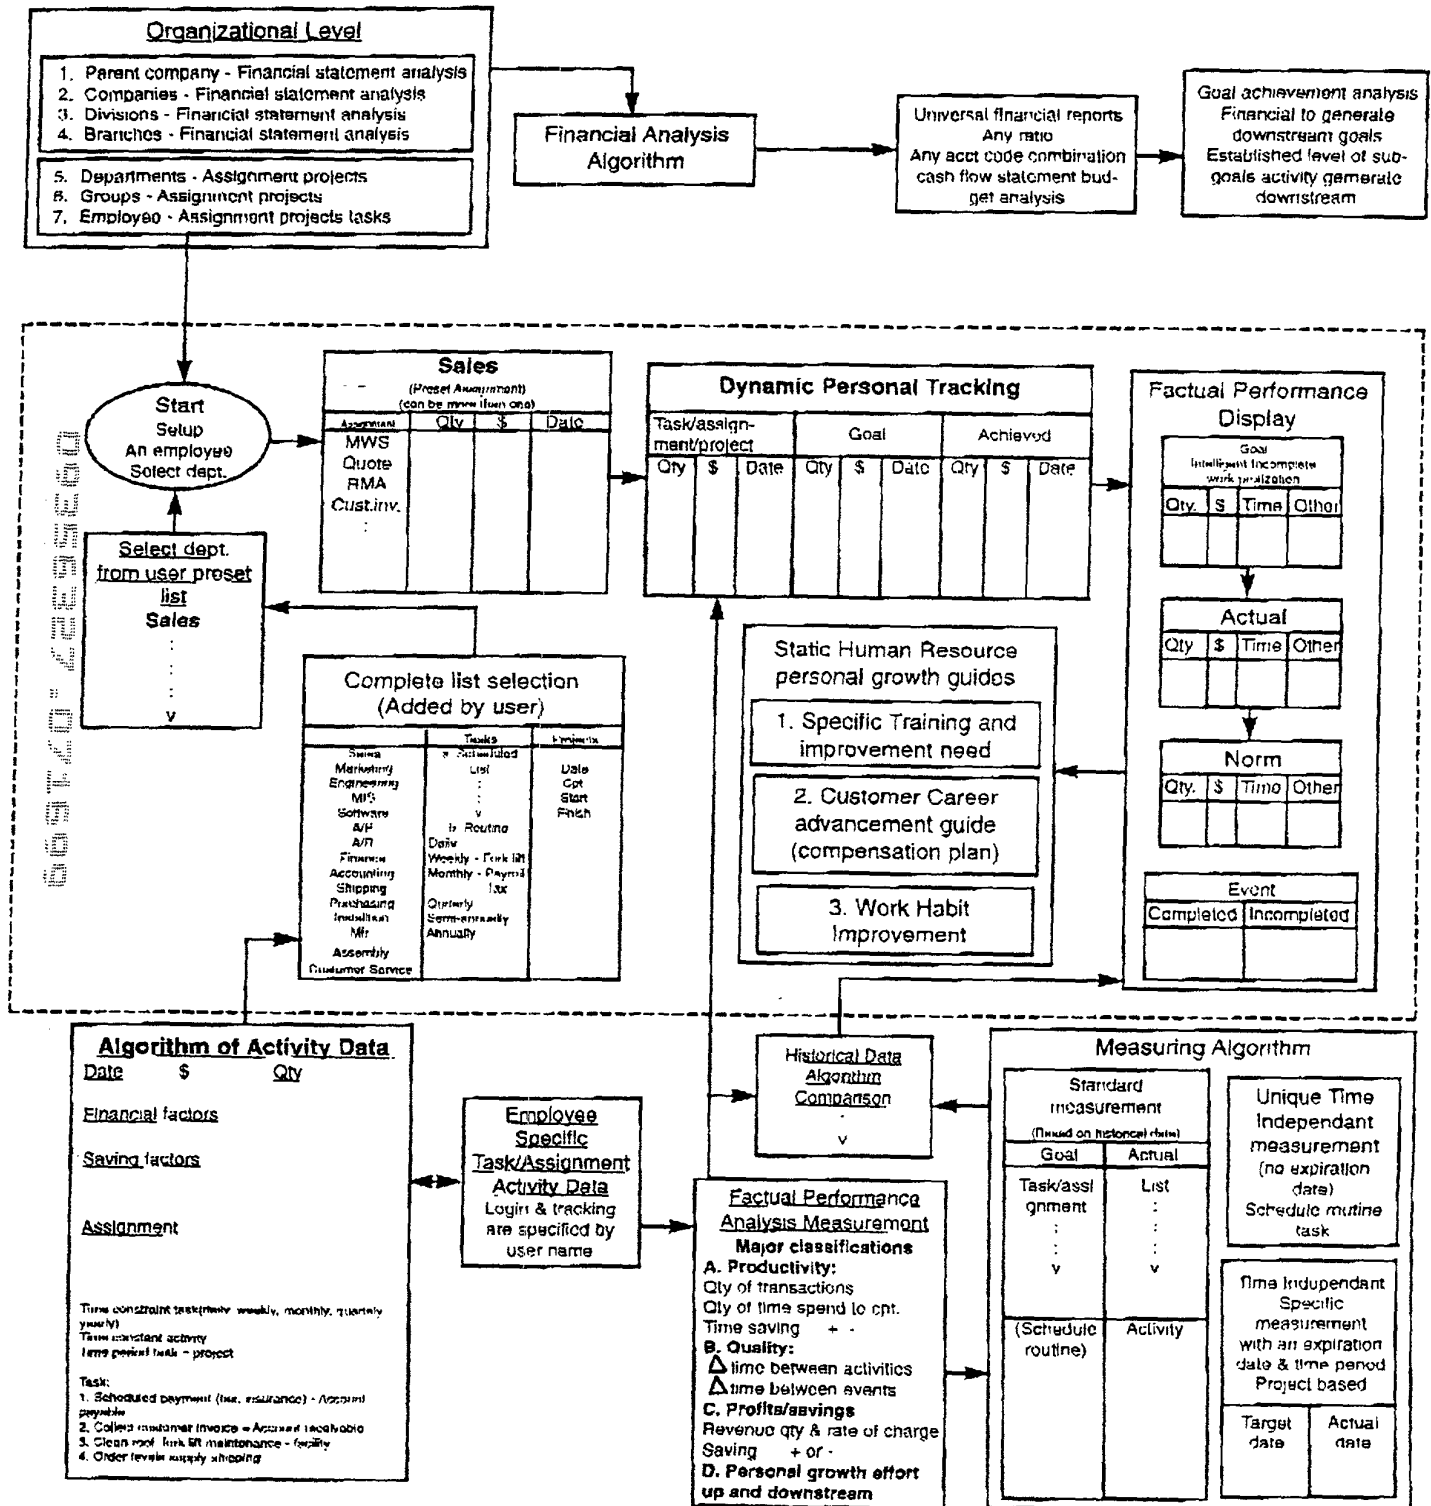 Organizational Level
1. Parent company - Financial statement analysis
2. Companies - Financial statement analysis
3. Divisions - Financial statement analysis
4. Branches - Financial statement analysis
5. Departments - Assignment projects
6. Groups - Assignment projects
7. Employee - Assignment projects tasks
Financial Analysis
Algorithm
Universal financial reports
Any ratio
Any acct code combination
cash flow statement bud-
get analysis
Goal achievement analysis
Financial to generate
downstream goals
Established level of sub-
goals activity generate
downstream
Start
Setup
An employee
Select dept.
Select dept.
from user preset
list
Sales
:
:
v
Sales
(Preset Assignment)
(can be more than one)
Assignment Qty $ Date
MWS
Quote
RMA
Cust.inv.
:
Dynamic Personal Tracking
Task/assign-
ment/project
Goal
Achieved
Qty $ Date Qty $ Date Qty $ Date
Factual Performance
Display
Goal
Intelligent Incomplete
work
Qty. $ Time Other
Actual
Qty $ Time Other
Norm
Qty. $ Time Other
Event
Completed Incompleted
Complete list selection
(Added by user)
Tasks Projects
Sales
Marketing
Engineering
MIS
Software
A/P
A/R
Finance
Accounting
Shipping
Purchasing
Mfr
Assembly
Customer Service
a Scheduled
List
:
:
v
b Routine
Daily
Weekly - Fork lift
Monthly - Payroll
Tax
Qurterly
Semi-annually
Annually
Date
Cpt
Start
Finish
Static Human Resource
personal growth guides
1. Specific Training and
improvement need
2. Customer Career
advancement guide
(compensation plan)
3. Work Habit
Improvement
Algorithm of Activity Data
Date $ Qty
Financial factors
Saving factors
Assignment
Time constraint task(daily, weekly, monthly, quarterly
yearly)
Time constant activity
Time period task - project
Task:
1. Scheduled payment (tax, insurance) - Account
payable
2. Collect customer invoice - Account receivable
3. Clean roof, fork lift maintenance - facility
4. Order levels supply shipping
Employee
Specific
Task/Assignment
Activity Data
Login & tracking
are specified by
user name
Historical Data
Algorithm
Comparison
:
v
Factual Performance
Analysis Measurement
Major classifications
A. Productivity:
Qty of transactions
Qty of time spend to cpt.
Time saving + -
B. Quality:
Δ time between activities
Δ time between events
C. Profits/savings
Revenue qty & rate of charge
Saving + or -
D. Personal growth effort
up and downstream
Measuring Algorithm
Standard
measurement
(Based on historical data)
Goal Actual
Task/assi
gnment
:
:
v
List
:
:
v
(Schedule
routine)
Activity
Unique Time
Independant
measurement
(no expiration
date)
Schedule routine
task
Time Independant
Specific
measurement
with an expiration
date & time period
Project based
Target
date
Actual
date